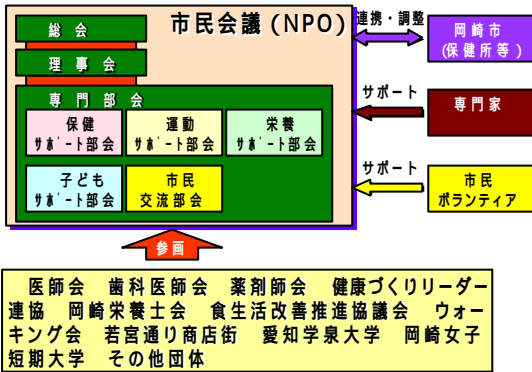 市民会議(NPO)
総会
理事会
専門部会
保健
サポート部会
運動
サポート部会
栄養
サポート部会
子ども
サポート部会
市民
交流部会
連携・調整
岡崎市
(保健所等)
サポート
専門家
サポート
市民
ボランティア
参画
医師会 歯科医師会 薬剤師会 健康づくりリーダー
連協 岡崎栄養士会 食生活改善推進協議会 ウォー
キング会 若宮通り商店街 愛知学泉大学 岡崎女子
短期大学 その他団体